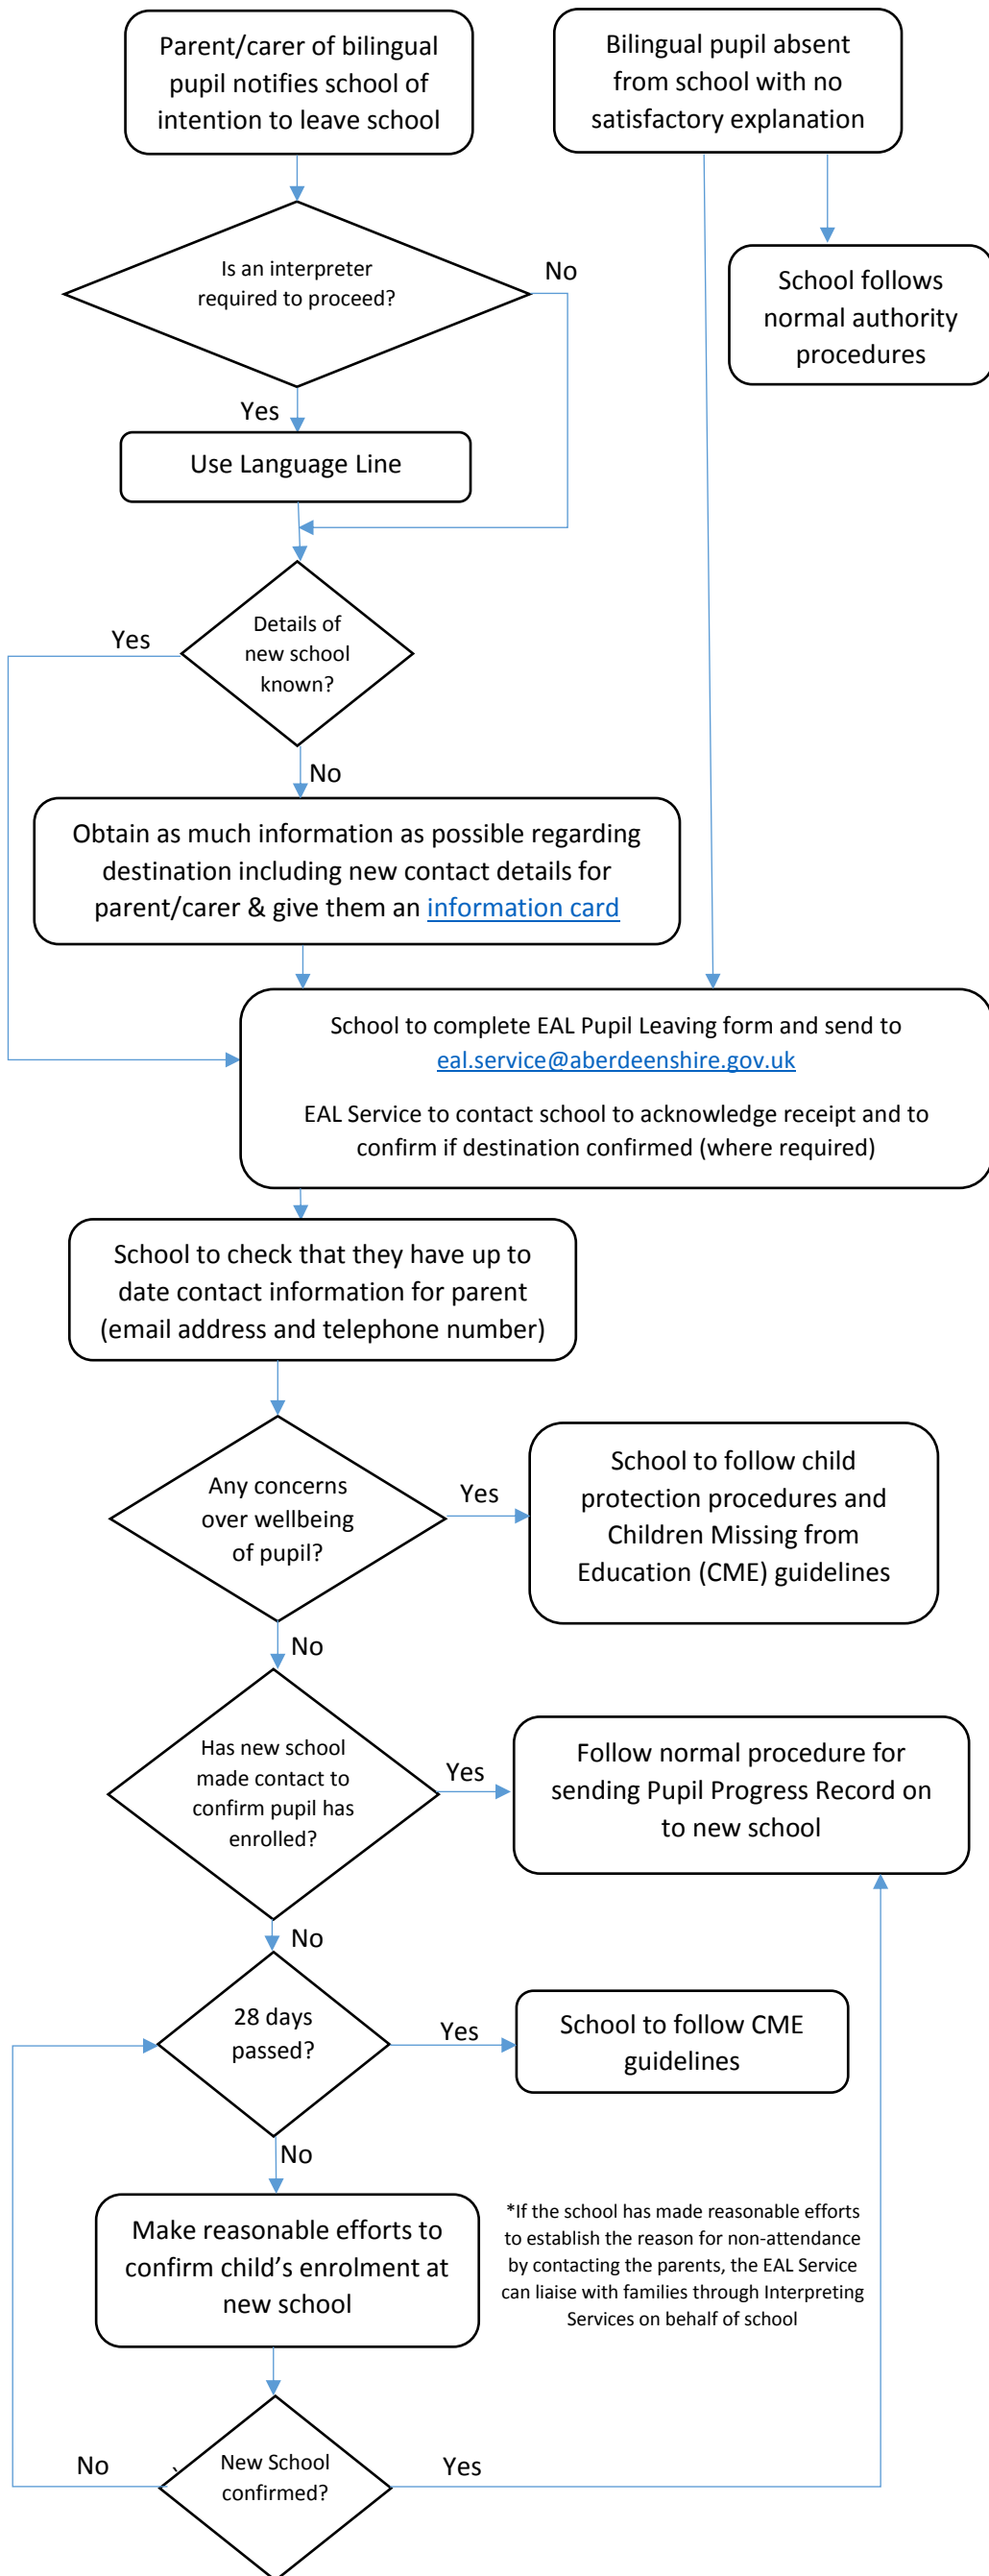 Parent/carer of bilingual
pupil notifies school of
intention to leave school
Bilingual pupil absent
from school with no
satisfactory explanation
Is an interpreter
required to proceed?
No
School follows
normal authority
procedures
Yes
Use Language Line
Details of
new school
known?
Yes
No
Obtain as much information as possible regarding
destination including new contact details for
parent/carer & give them an information card
School to complete EAL Pupil Leaving form and send to
eal.service@aberdeenshire.gov.uk
EAL Service to contact school to acknowledge receipt and to
confirm if destination confirmed (where required)
School to check that they have up to
date contact information for parent
(email address and telephone number)
Any concerns
over wellbeing
of pupil?
Yes
School to follow child
protection procedures and
Children Missing from
Education (CME) guidelines
No
Has new school
made contact to
confirm pupil has
enrolled?
Yes
Follow normal procedure for
sending Pupil Progress Record on
to new school
No
28 days
passed?
Yes
School to follow CME
guidelines
No
Make reasonable efforts to
confirm child’s enrolment at
new school
*If the school has made reasonable efforts
to establish the reason for non-attendance
by contacting the parents, the EAL Service
can liaise with families through Interpreting
Services on behalf of school
No
`
New School
confirmed?
Yes